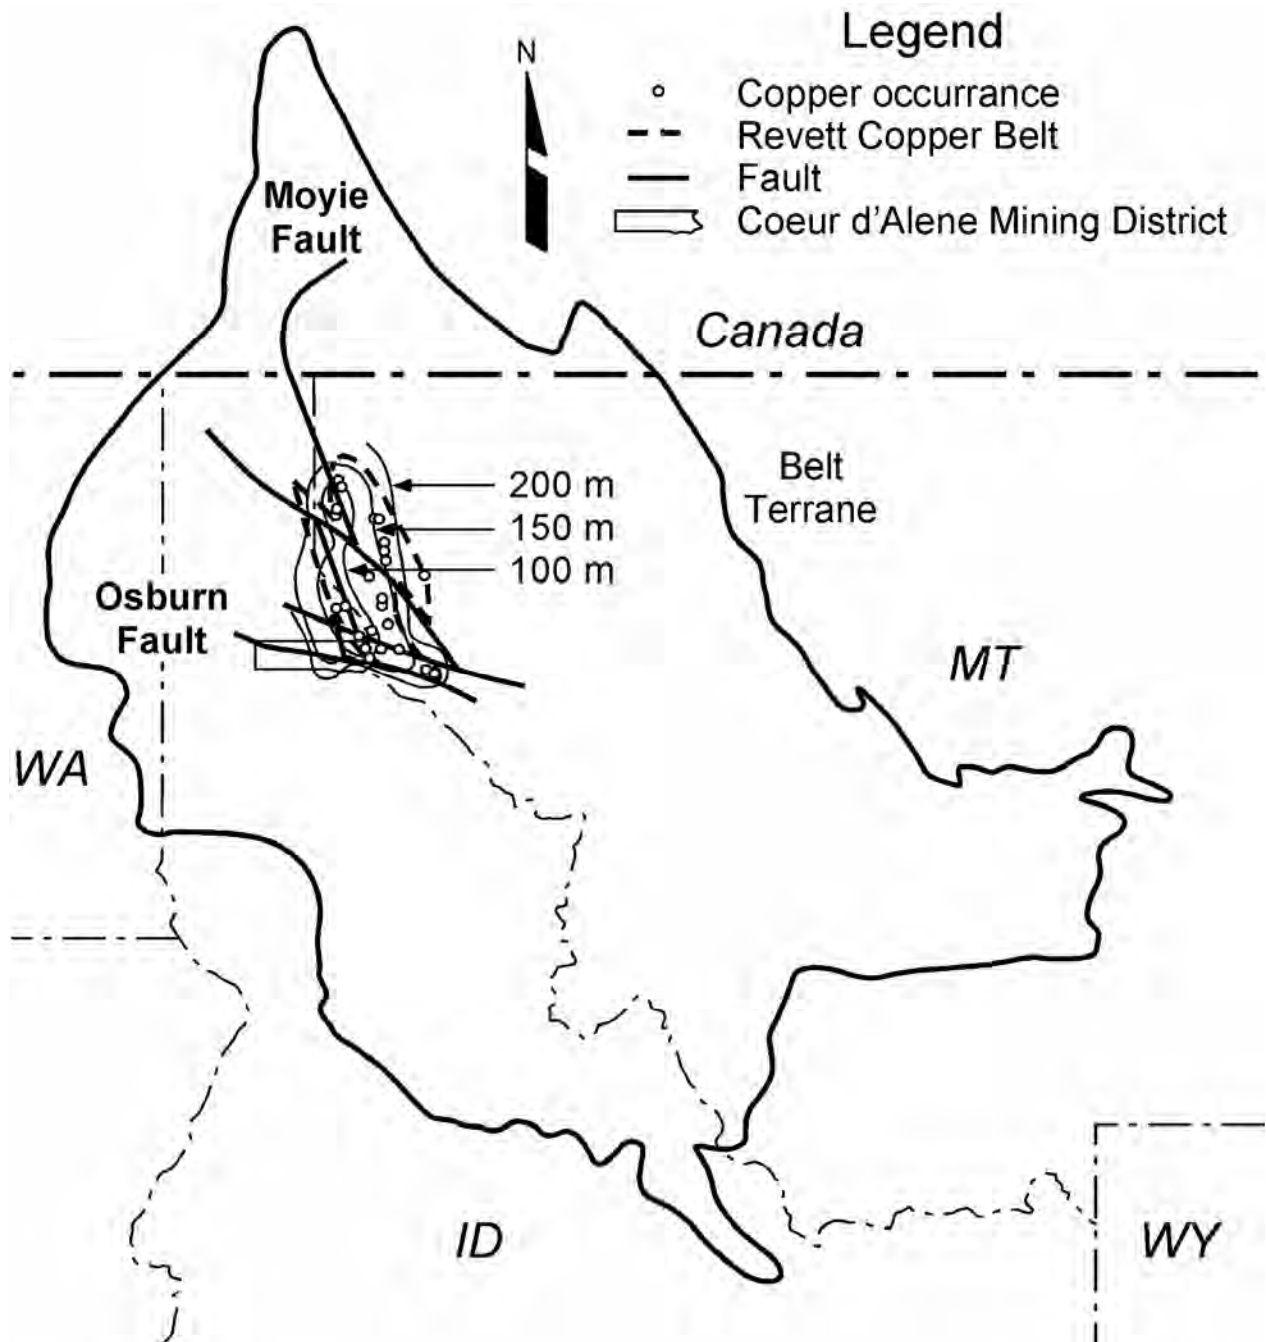 Legend
N
Copper occurrance
Revett Copper Belt
Fault
Coeur d'Alene Mining District
Moyie
Fault
Canada
Belt
Terrane
200 m
150 m
100 m
Osburn
Fault
MT
WA
ID
WY